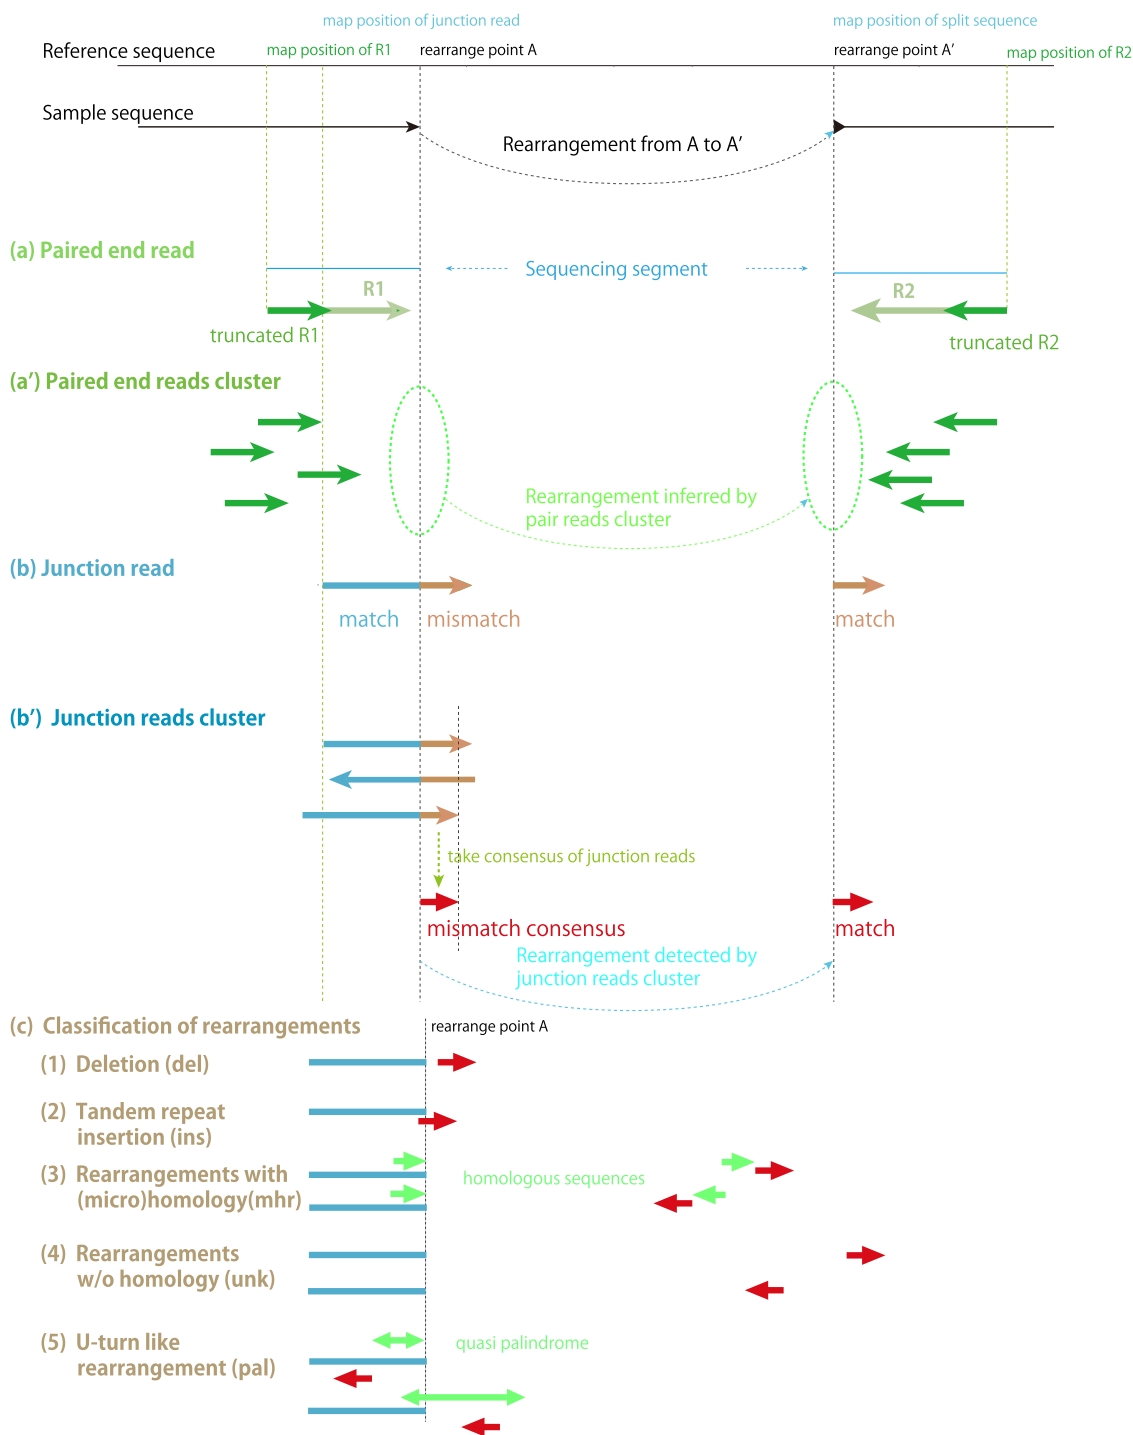 map position of junction read
map position of split sequence
Reference sequence
map position of R1
rearrange point A
rearrange point A’
map position of R2
Sample sequence
Rearrangement from A to A’
(a) Paired end read
Sequencing segment
R1
R2
truncated R1
truncated R2
(a’) Paired end reads cluster
Rearrangement inferred by
pair reads cluster
(b) Junction read
match
mismatch
match
(b’) Junction reads cluster
take consensus of junction reads
mismatch consensus
match
Rearrangement detected by
junction reads cluster
(c) Classification of rearrangements
rearrange point A
(1) Deletion (del)
(2) Tandem repeat
insertion (ins)
(3) Rearrangements with
(micro)homology(mhr)
homologous sequences
(4) Rearrangements
w/o homology (unk)
(5) U-turn like
rearrangement (pal)
quasi palindrome